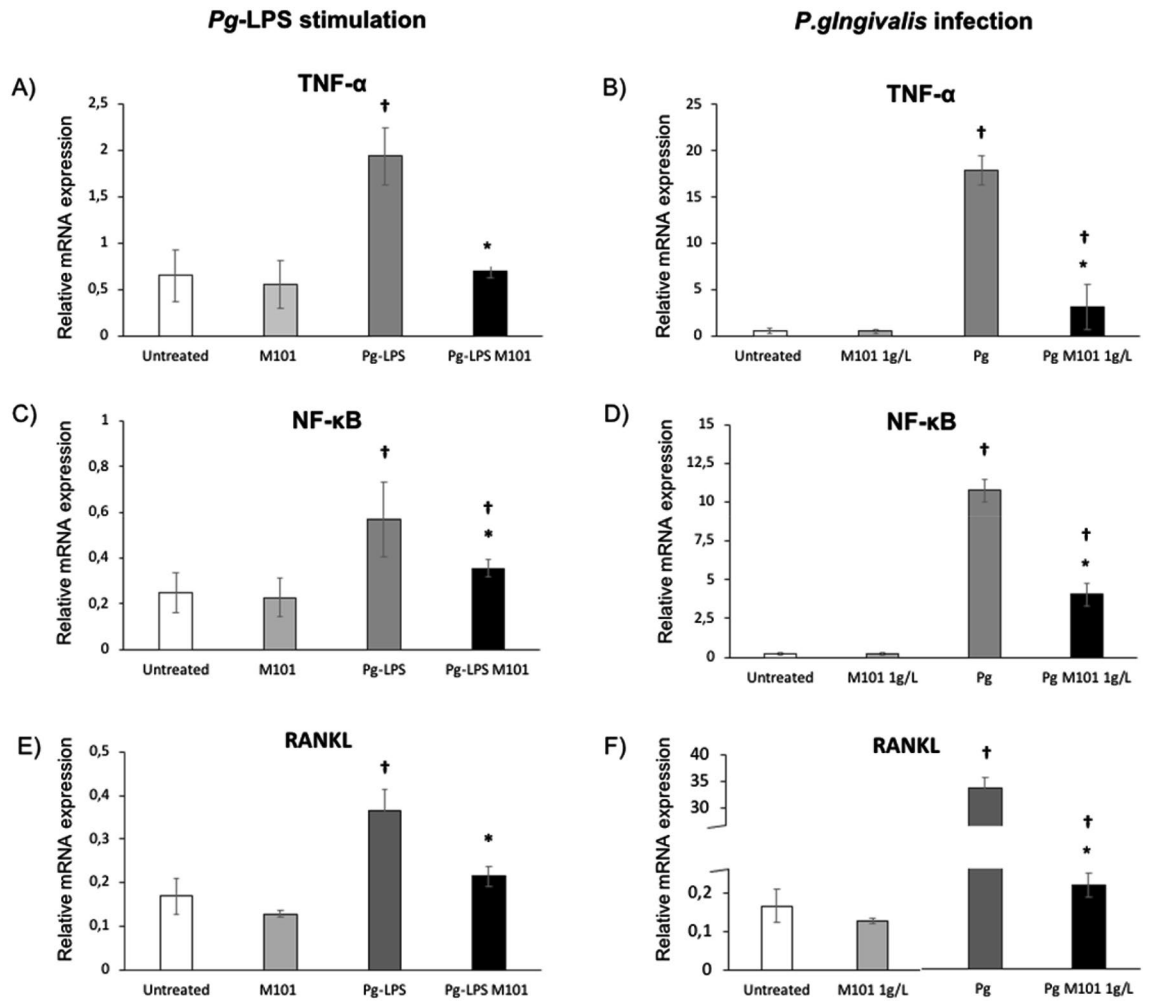 Pg-LPS stimulation
P.gIngivalis infection
A)
TNF-α
Relative mRNA expression
2,5
2
1,5
1
0,5
0
†
*
Untreated M101 Pg-LPS Pg-LPS M101
B)
TNF-α
Relative mRNA expression
25
20
15
10
5
0
†
†
*
Untreated M101 1g/L Pg Pg M101 1g/L
C)
NF-κB
Relative mRNA expression
1
0,8
0,6
0,4
0,2
0
†
†
*
Untreated M101 Pg-LPS Pg-LPS M101
D)
NF-κB
Relative mRNA expression
15
12,5
10
7,5
5
2,5
0
†
†
*
Untreated M101 1g/L Pg Pg M101 1g/L
E)
RANKL
Relative mRNA expression
0,5
0,4
0,3
0,2
0,1
0
†
*
Untreated M101 Pg-LPS Pg-LPS M101
F)
RANKL
Relative mRNA expression
40
35
30
0,2
0,1
0
†
†
*
Untreated M101 1g/L Pg Pg M101 1g/L